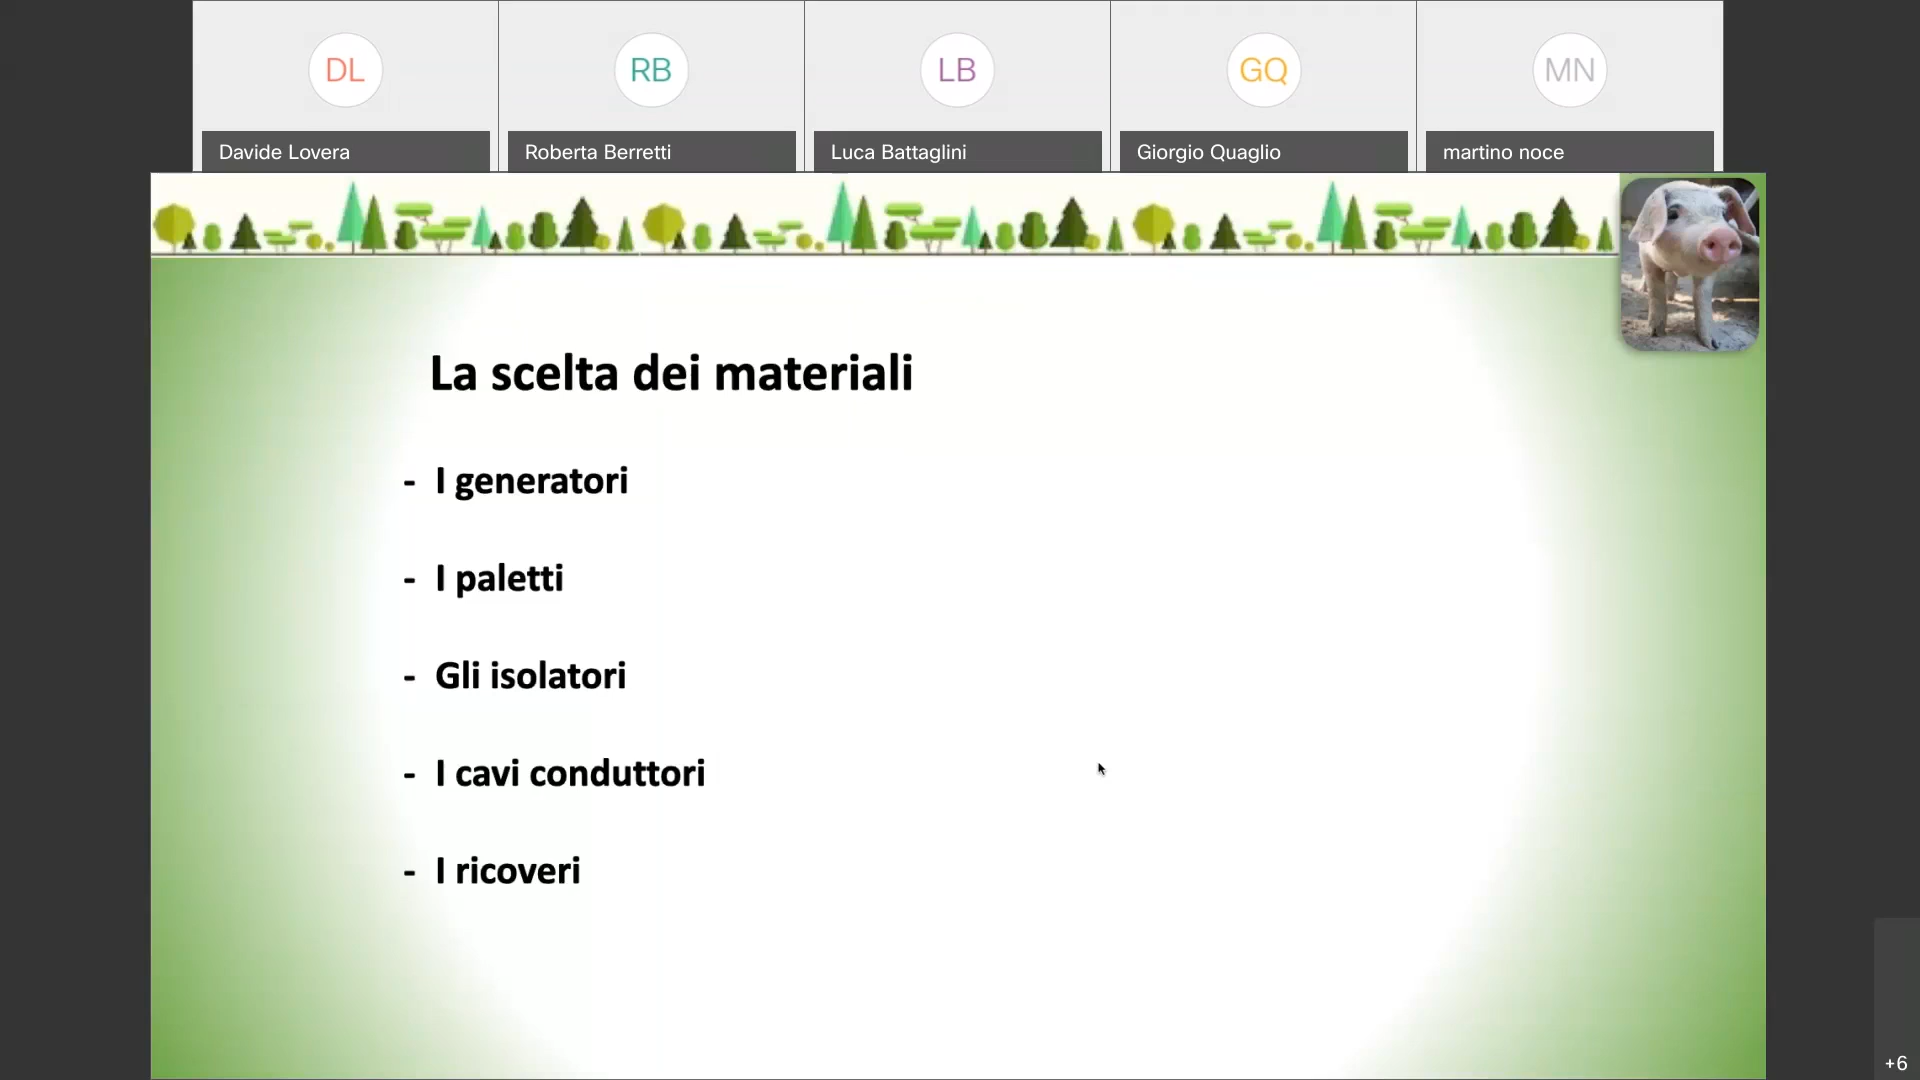 DL
RB
LB
GQ
MN
Davide Lovera
Roberta Berretti
Luca Battaglini
Giorgio Quaglio
martino noce
La scelta dei materiali
- I generatori
- I paletti
- Gli isolatori
- I cavi conduttori
- I ricoveri
+6